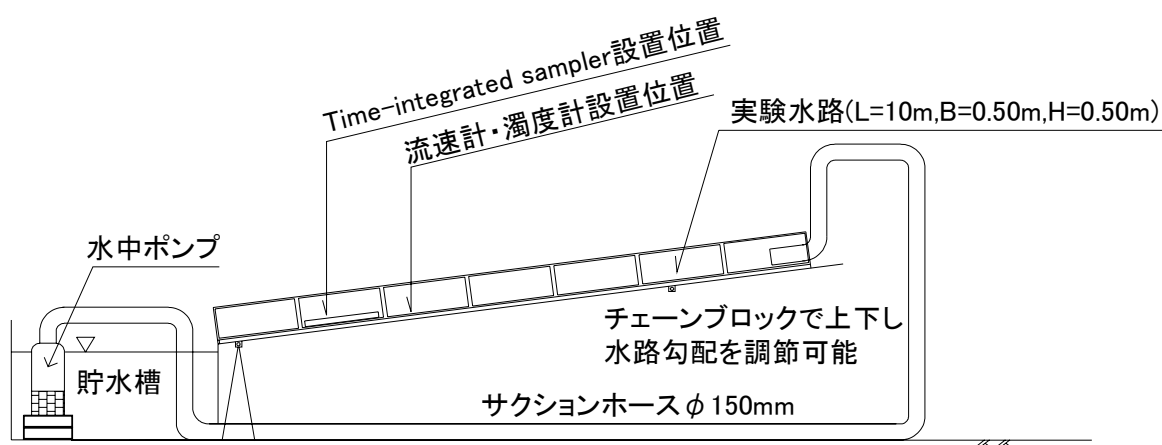 Time-integrated sampler設置位置
流速計・濁度計設置位置
実験水路(L=10m,B=0.50m,H=0.50m)
水中ポンプ
チェーンブロックで上下し
水路勾配を調節可能
貯水槽
サクションホースφ150mm